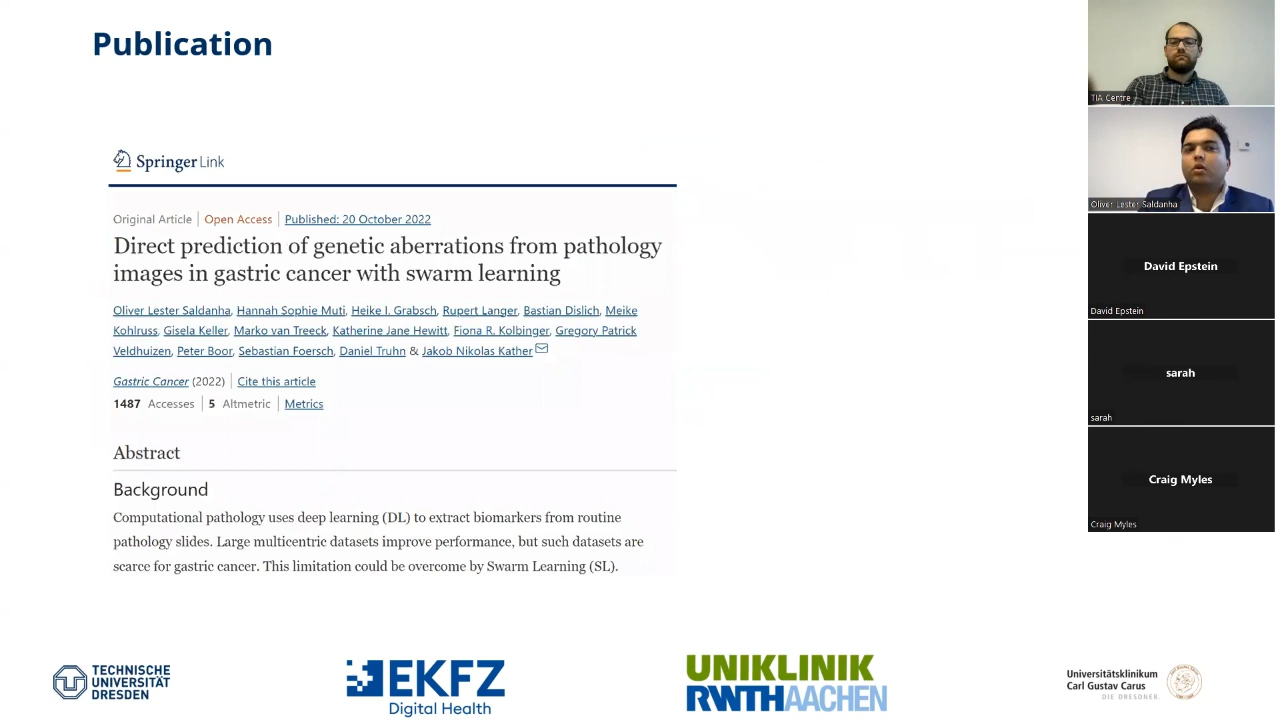 Publication
Springer Link
Original Article | Open Access | Published: 20 October 2022
Direct prediction of genetic aberrations from pathology
images in gastric cancer with swarm learning
Oliver Lester Saldanha, Hannah Sophie Muti, Heike I. Grabsch, Rupert Langer, Bastian Dislich, Meike
Kohlruss, Gisela Keller, Marko van Treeck, Katherine Jane Hewitt, Fiona R. Kolbinger, Gregory Patrick
Veldhuizen, Peter Boor, Sebastian Foersch, Daniel Truhn & Jakob Nikolas Kather
Gastric Cancer (2022) | Cite this article
1487 Accesses | 5 Altmetric | Metrics
Abstract
Background
Computational pathology uses deep learning (DL) to extract biomarkers from routine
pathology slides. Large multicentric datasets improve performance, but such datasets are
scarce for gastric cancer. This limitation could be overcome by Swarm Learning (SL).
TIA Centre
Oliver Lester Saldanha
David Epstein
David Epstein
sarah
sarah
Craig Myles
Craig Myles
TECHNISCHE
UNIVERSITÄT
DRESDEN
EKFZ
Digital Health
UNIKLINIK
RWTHAACHEN
Universitätsklinikum
Carl Gustav Carus
DIE DRESDNER.